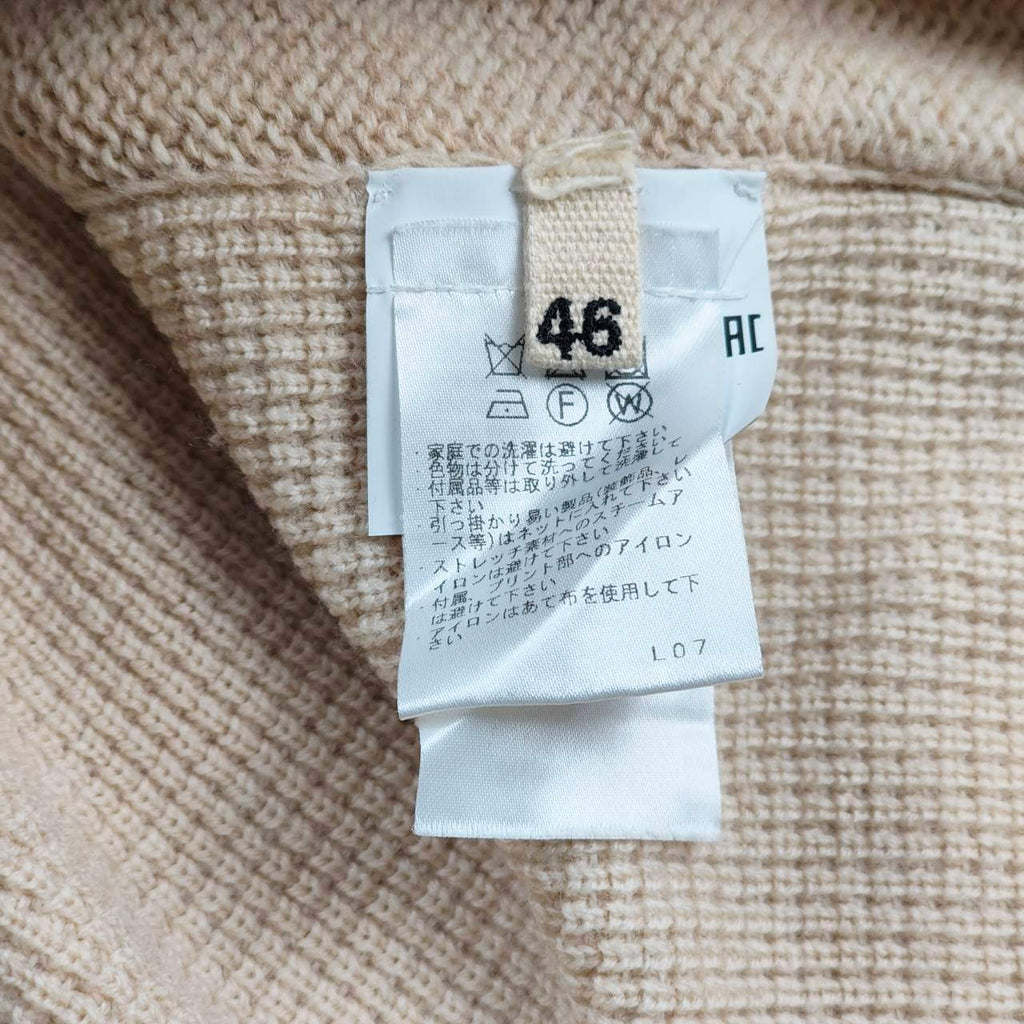 46
AC
F
W
・家庭での洗濯は避けて下さい
・色物は分けて洗ってください
・付属品等は取り外して洗濯して
下さい
・引っ掛かり易い製品(装飾品、レ
ース等)はネットに入れて下さい
・ストレッチ素材へのスチームア
イロンは避けて下さい
・付属、プリント部へのアイロン
は避けて下さい
・アイロンはあて布を使用して下
さい
L07